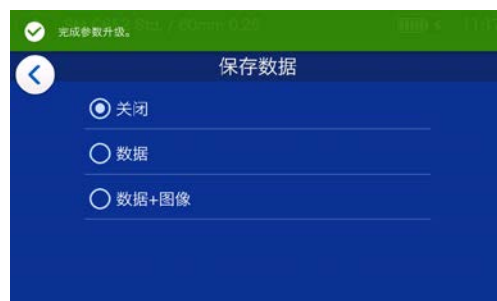 完成参数升级。
保存数据
关闭
数据
数据+图像